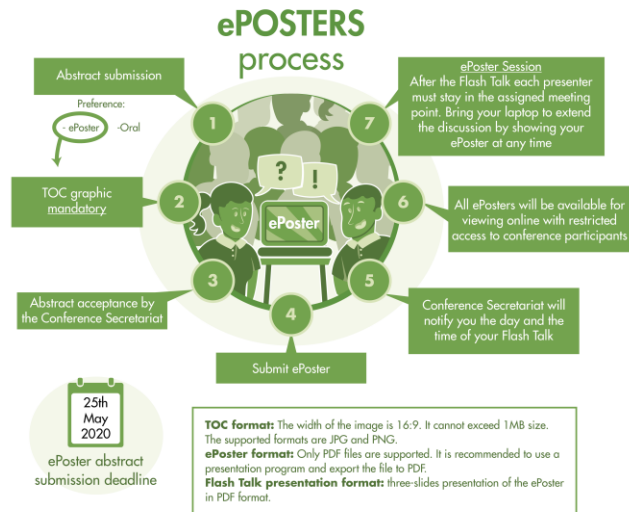 ePOSTERS
process
Abstract submission
Preference:
- ePoster -Oral
1
TOC graphic
mandatory
2
3
Abstract acceptance by
the Conference Secretariat
4
Submit ePoster
5
Conference Secretariat will
notify you the day and the
time of your Flash Talk
6
All ePosters will be available for
viewing online with restricted
access to conference participants
7
ePoster Session
After the Flash Talk each presenter
must stay in the assigned meeting
point. Bring your laptop to extend
the discussion by showing your
ePoster at any time
? !
ePoster
25th
May
2020
ePoster abstract
submission deadline
TOC format: The width of the image is 16:9. It cannot exceed 1MB size.
The supported formats are JPG and PNG.
ePoster format: Only PDF files are supported. It is recommended to use a
presentation program and export the file to PDF.
Flash Talk presentation format: three-slides presentation of the ePoster
in PDF format.